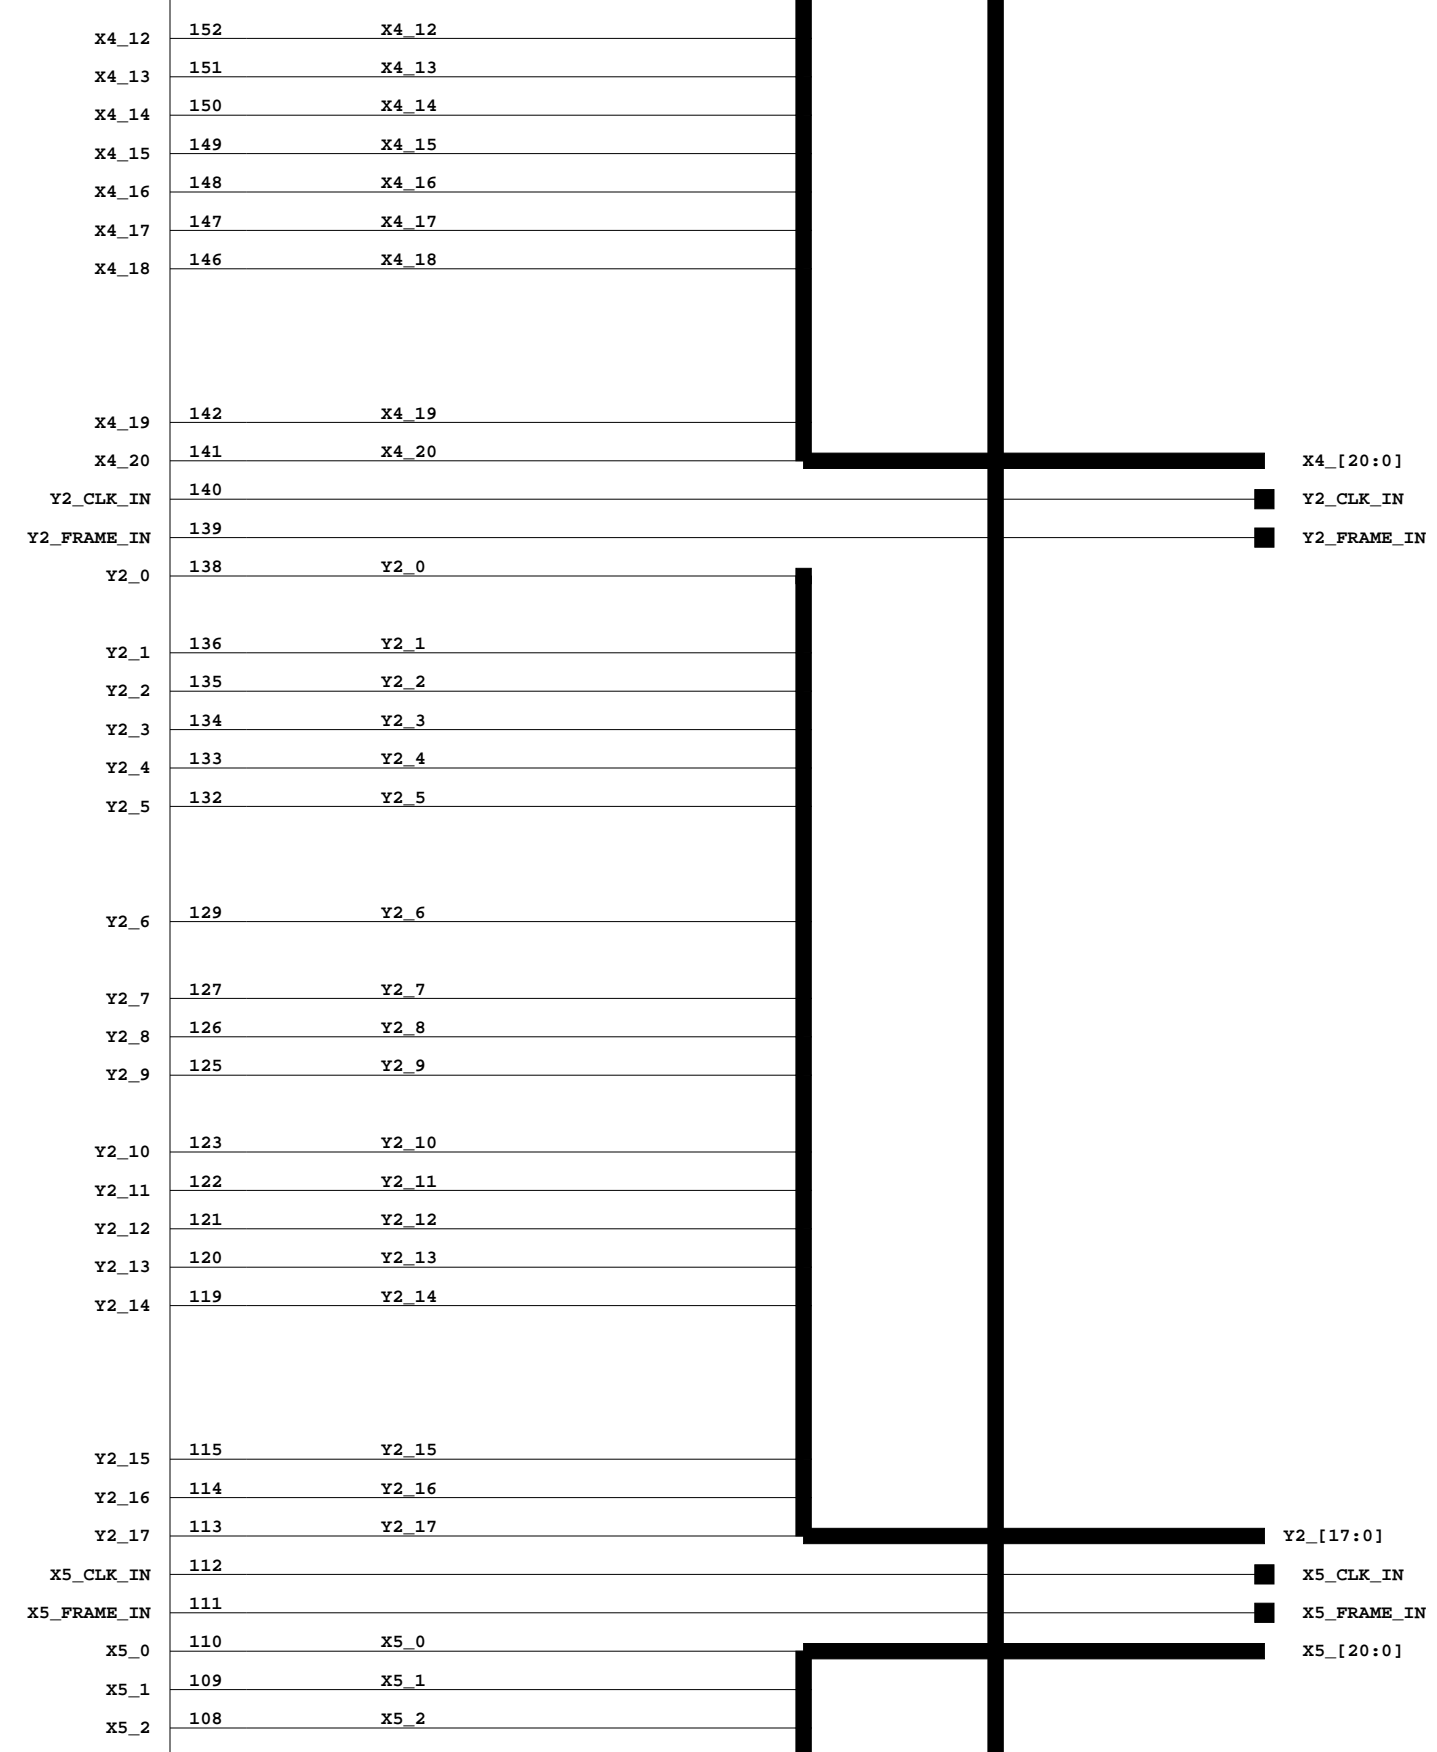 X4_12 152 X4_12
X4_13 151 X4_13
X4_14 150 X4_14
X4_15 149 X4_15
X4_16 148 X4_16
X4_17 147 X4_17
X4_18 146 X4_18
X4_19 142 X4_19
X4_20 141 X4_20 X4_[20:0]
Y2_CLK_IN 140 Y2_CLK_IN
Y2_FRAME_IN 139 Y2_FRAME_IN
Y2_0 138 Y2_0
Y2_1 136 Y2_1
Y2_2 135 Y2_2
Y2_3 134 Y2_3
Y2_4 133 Y2_4
Y2_5 132 Y2_5
Y2_6 129 Y2_6
Y2_7 127 Y2_7
Y2_8 126 Y2_8
Y2_9 125 Y2_9
Y2_10 123 Y2_10
Y2_11 122 Y2_11
Y2_12 121 Y2_12
Y2_13 120 Y2_13
Y2_14 119 Y2_14
Y2_15 115 Y2_15
Y2_16 114 Y2_16
Y2_17 113 Y2_17 Y2_[17:0]
X5_CLK_IN 112 X5_CLK_IN
X5_FRAME_IN 111 X5_FRAME_IN
X5_0 110 X5_0 X5_[20:0]
X5_1 109 X5_1
X5_2 108 X5_2